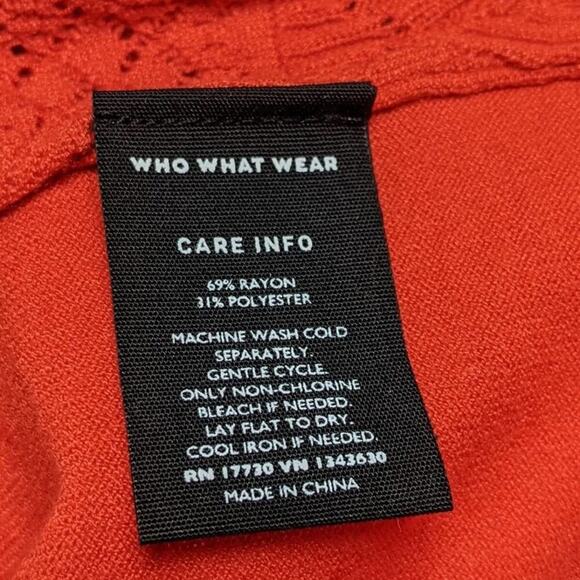 WHO WHAT WEAR
CARE INFO
69% RAYON
31% POLYESTER
MACHINE WASH COLD
SEPARATELY.
GENTLE CYCLE.
ONLY NON-CHLORINE
BLEACH IF NEEDED.
LAY FLAT TO DRY.
COOL IRON IF NEEDED.
RN 17730 VN 1343630
MADE IN CHINA